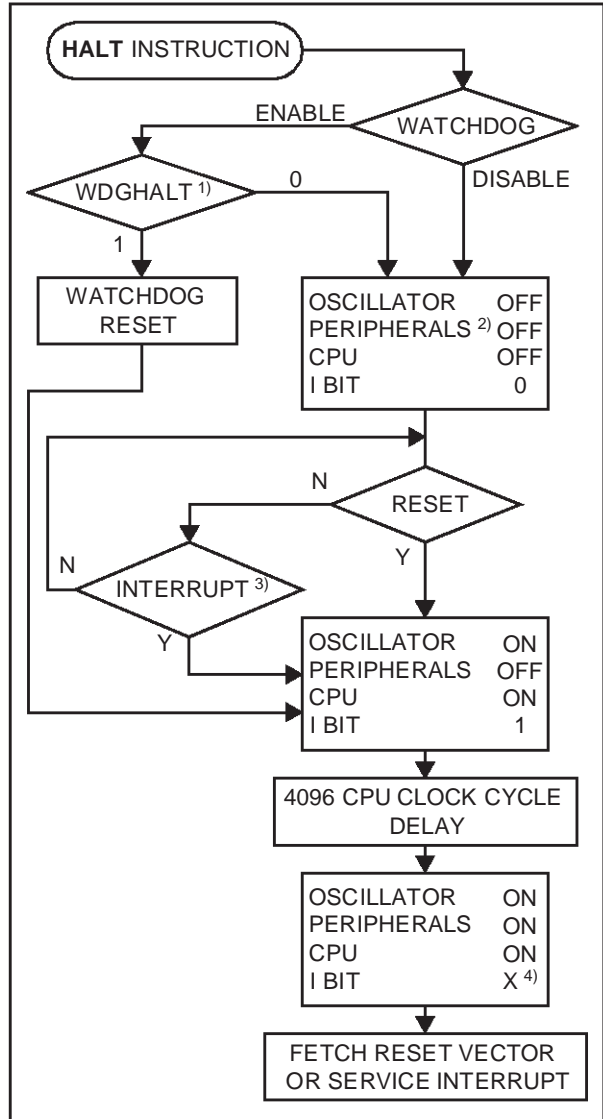 HALT INSTRUCTION
ENABLE
WATCHDOG
WDGHALT 1)
0
DISABLE
1
WATCHDOG
RESET
OSCILLATOR OFF
PERIPHERALS 2) OFF
CPU OFF
I BIT 0
N
RESET
Y
N
INTERRUPT 3)
Y
OSCILLATOR ON
PERIPHERALS OFF
CPU ON
I BIT 1
4096 CPU CLOCK CYCLE
DELAY
OSCILLATOR ON
PERIPHERALS ON
CPU ON
I BIT X 4)
FETCH RESET VECTOR
OR SERVICE INTERRUPT